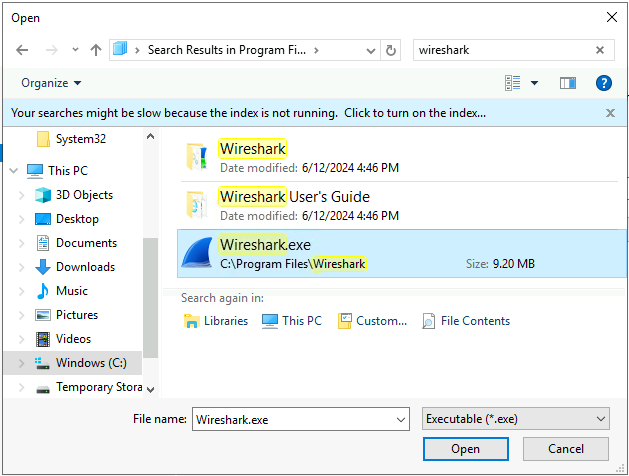 Open
Search Results in Program Fi...
wireshark
Organize
Your searches might be slow because the index is not running.  Click to turn on the index...
System32
This PC
3D Objects
Desktop
Documents
Downloads
Music
Pictures
Videos
Windows (C:)
Temporary Stora
Wireshark
Date modified: 6/12/2024 4:46 PM
Wireshark User's Guide
Date modified: 6/12/2024 4:46 PM
Wireshark.exe
C:\Program Files\Wireshark
Size: 9.20 MB
Search again in:
Libraries
This PC
Custom...
File Contents
File name:
Wireshark.exe
Executable (*.exe)
Open
Cancel